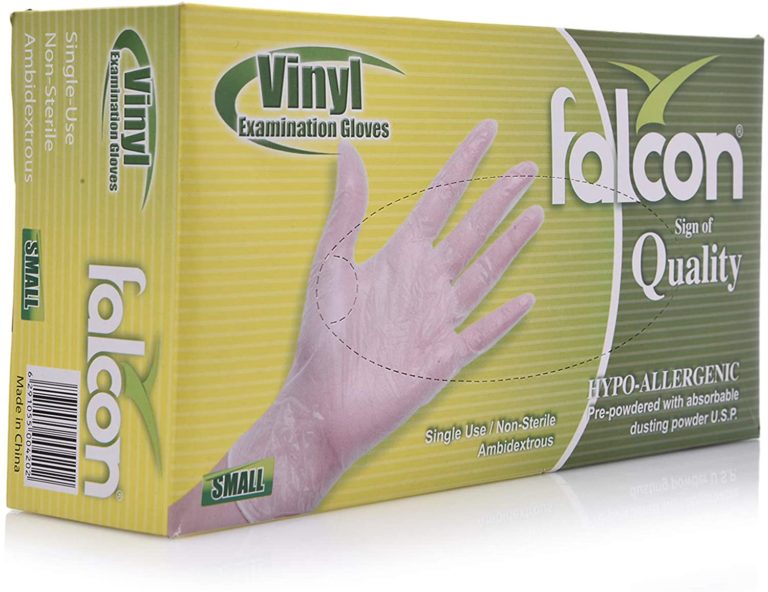 Vinyl
Examination Gloves
falcon®
Sign of
Quality
HYPO-ALLERGENIC
Pre-powdered with absorbable
dusting powder U.S.P.
Single Use / Non-Sterile
Ambidextrous
SMALL
Single-Use
Non-Sterile
Ambidextrous
Vinyl
Examination Gloves
SMALL
falcon®
6291055004202
Made in China